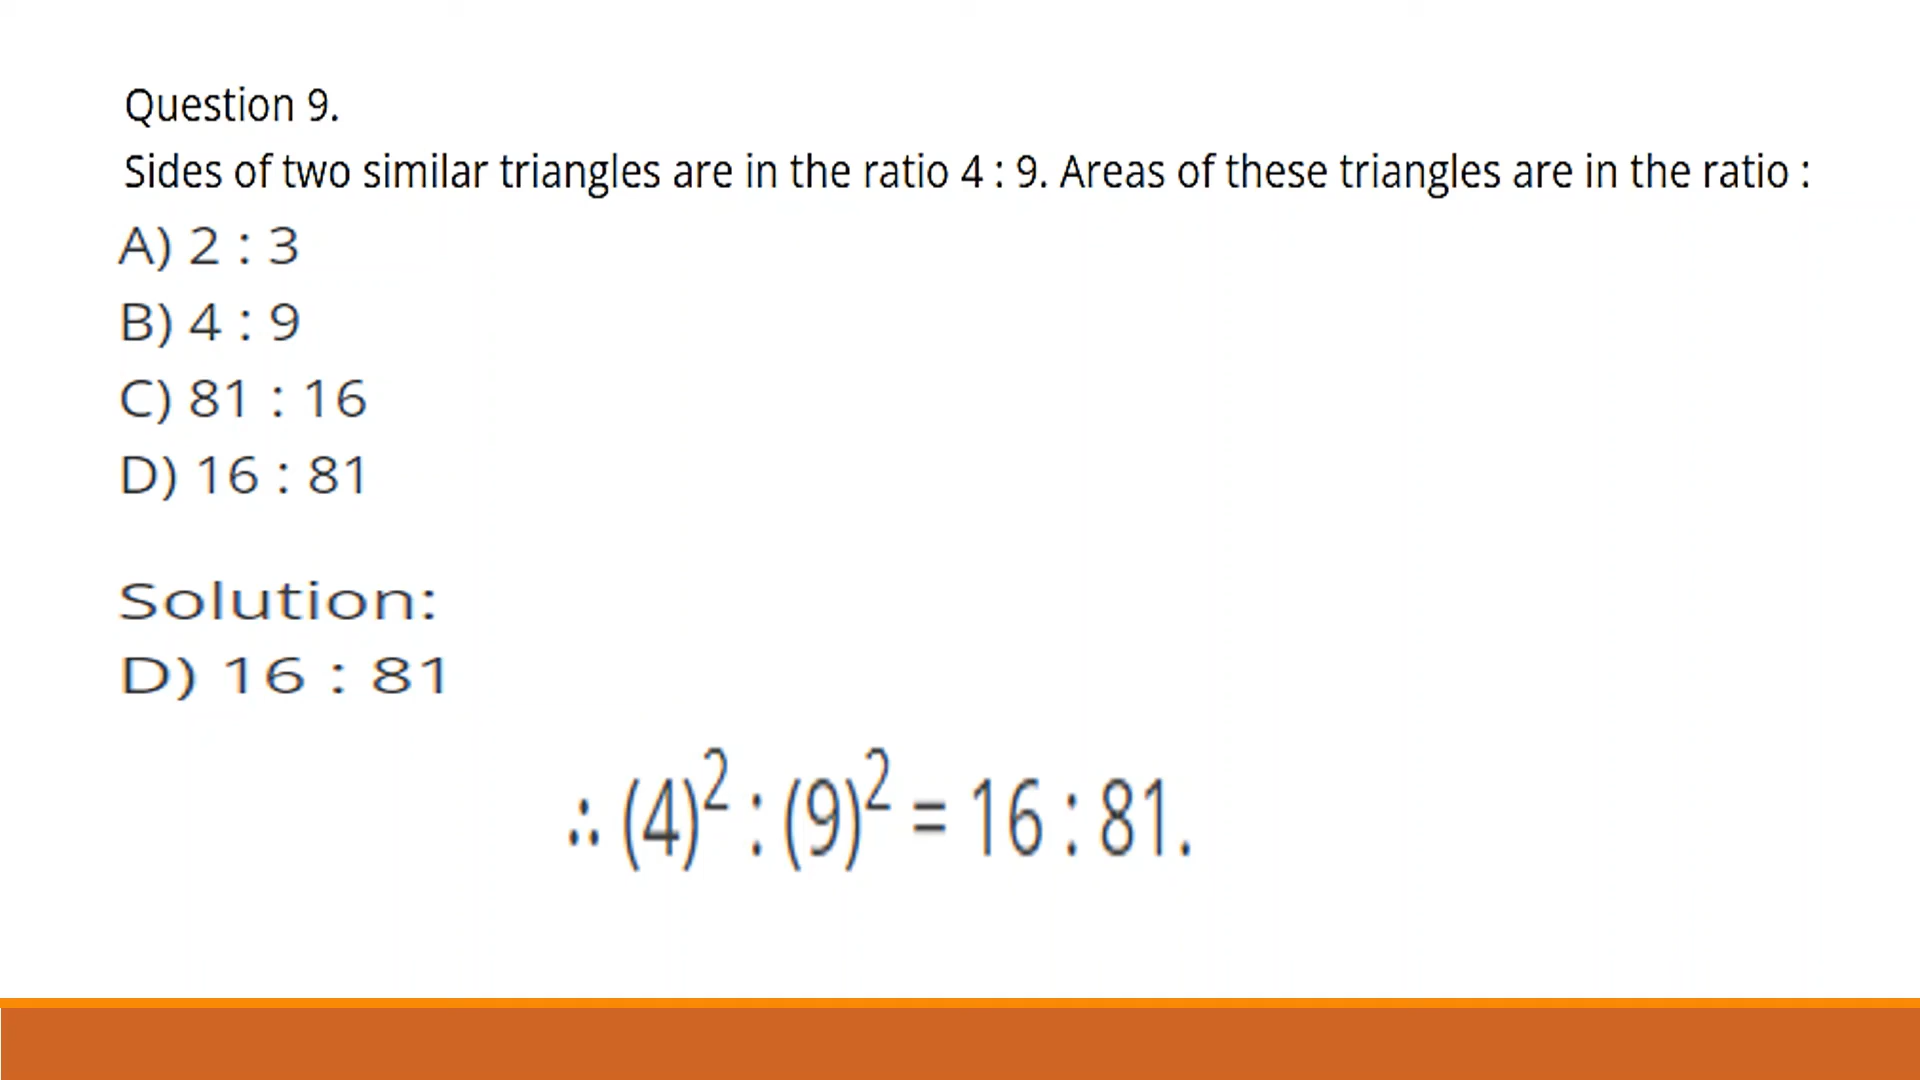 Question 9.
Sides of two similar triangles are in the ratio 4 : 9. Areas of these triangles are in the ratio :
A) 2 : 3
B) 4 : 9
C) 81 : 16
D) 16 : 81
Solution:
D) 16 : 81
∴ (4)² : (9)² = 16 : 81.